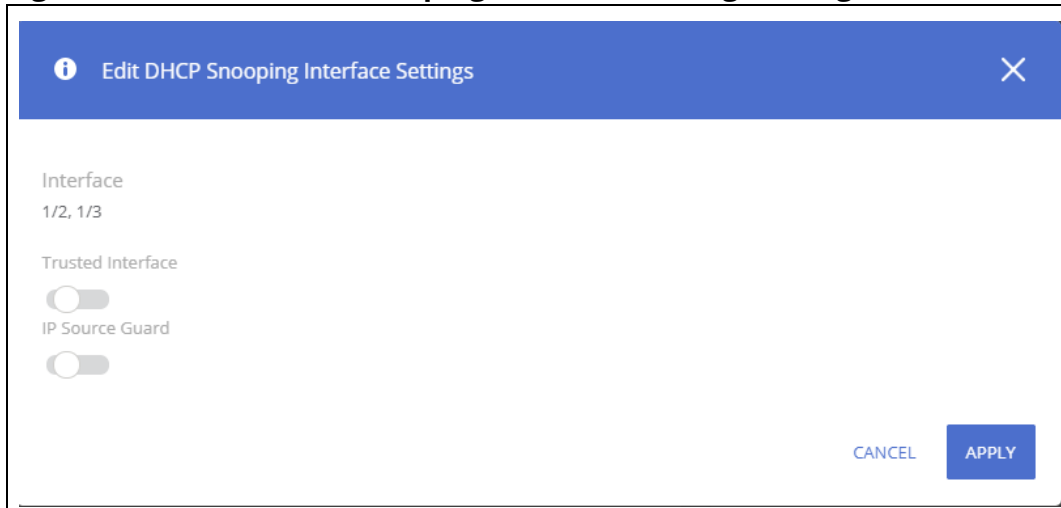 Edit DHCP Snooping Interface Settings
Interface
1/2, 1/3
Trusted Interface
IP Source Guard
CANCEL APPLY